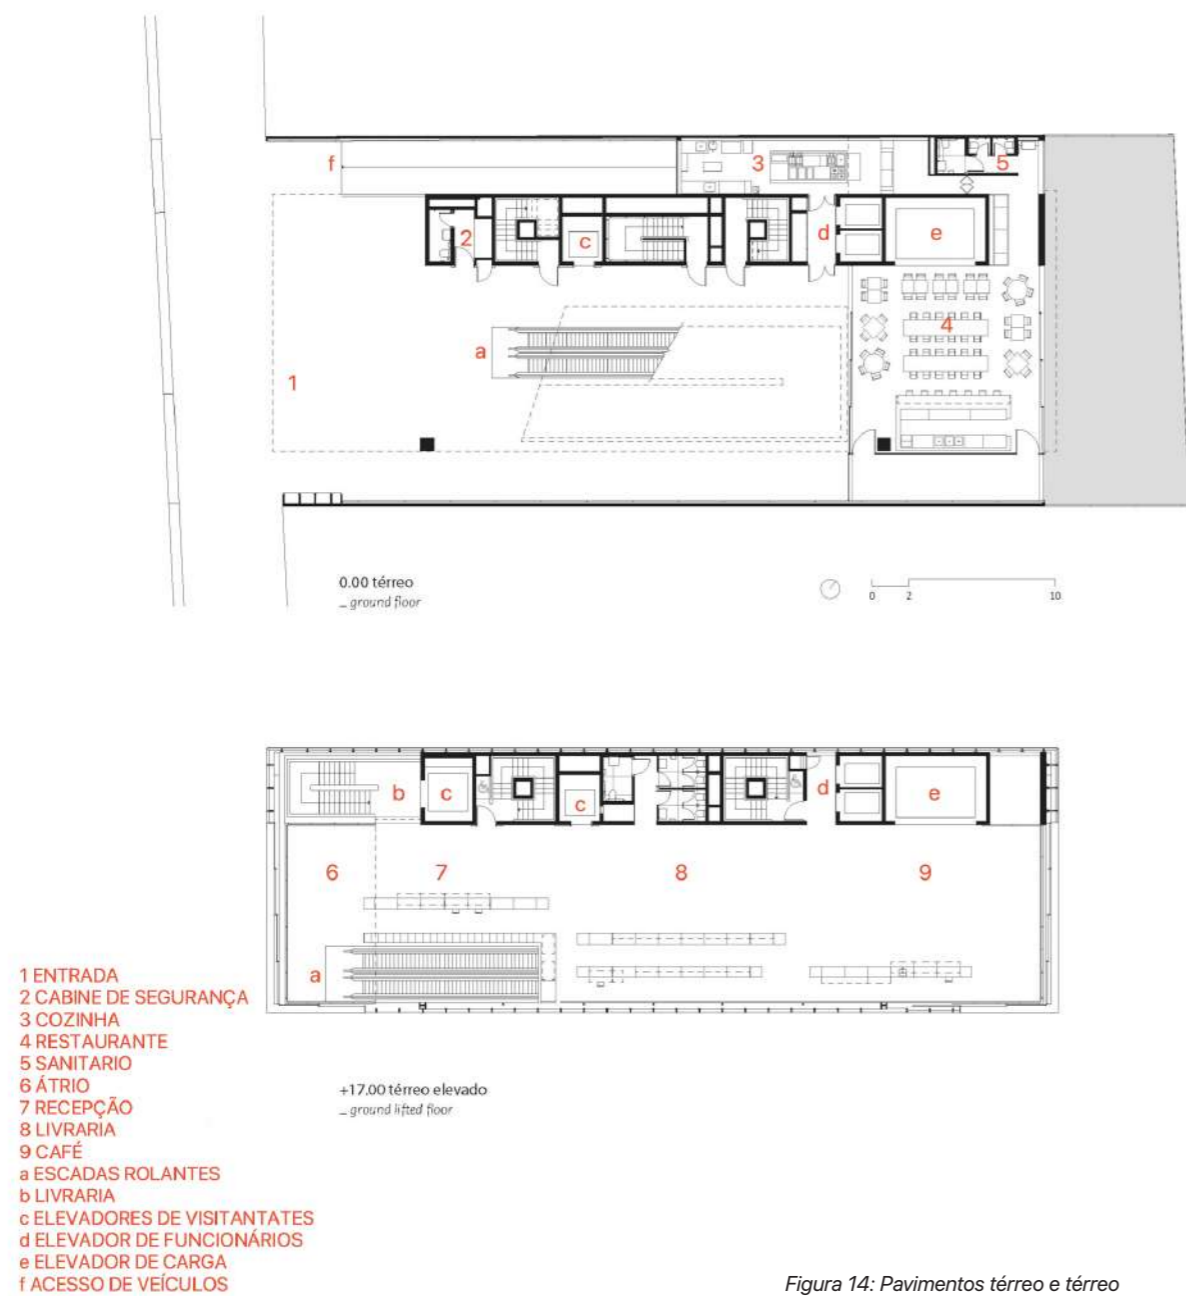 f
3
5
2
c
d
e
a
4
1
0.00 térreo
_ ground floor
0 2 10
b
c
c
d
e
6
7
8
9
a
+17.00 térreo elevado
_ ground lifted floor
1 ENTRADA
2 CABINE DE SEGURANÇA
3 COZINHA
4 RESTAURANTE
5 SANITARIO
6 ÁTRIO
7 RECEPÇÃO
8 LIVRARIA
9 CAFÉ
a ESCADAS ROLANTES
b LIVRARIA
c ELEVADORES DE VISITANTATES
d ELEVADOR DE FUNCIONÁRIOS
e ELEVADOR DE CARGA
f ACESSO DE VEÍCULOS
Figura 14: Pavimentos térreo e térreo